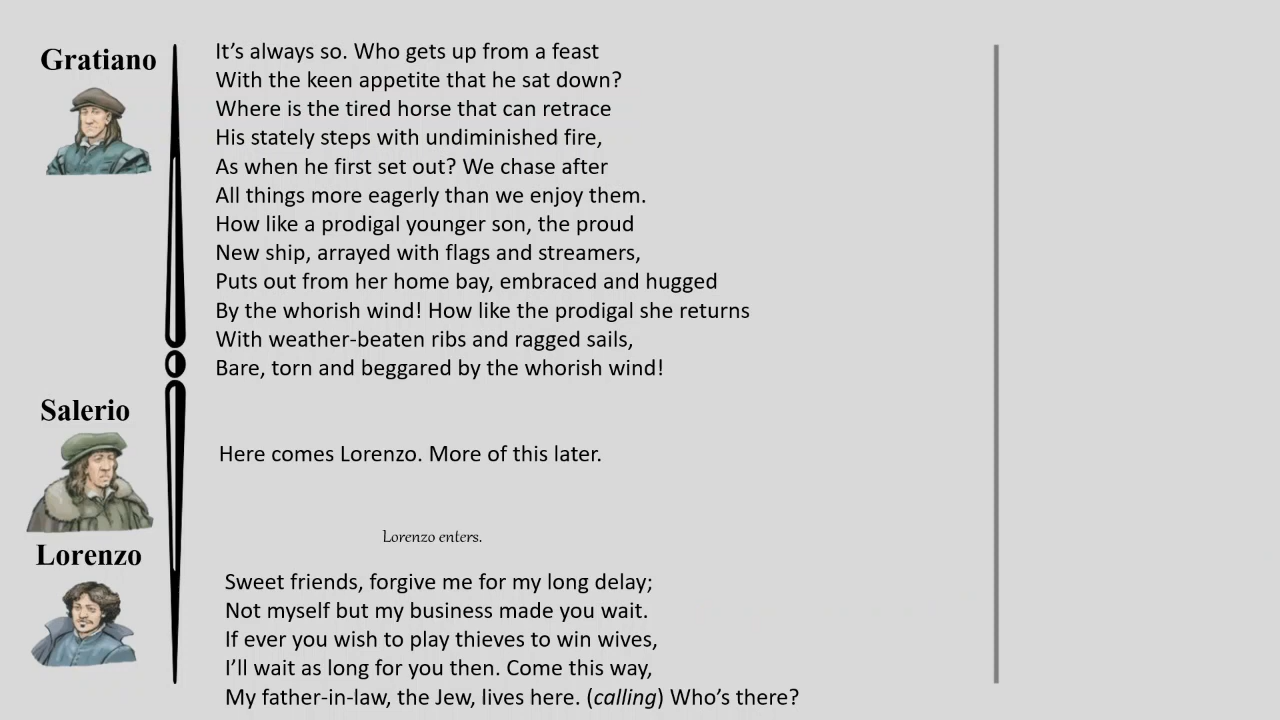 Gratiano
It's always so. Who gets up from a feast
With the keen appetite that he sat down?
Where is the tired horse that can retrace
His stately steps with undiminished fire,
As when he first set out? We chase after
All things more eagerly than we enjoy them.
How like a prodigal younger son, the proud
New ship, arrayed with flags and streamers,
Puts out from her home bay, embraced and hugged
By the whorish wind! How like the prodigal she returns
With weather-beaten ribs and ragged sails,
Bare, torn and beggared by the whorish wind!
Salerio
Here comes Lorenzo. More of this later.
Lorenzo enters.
Lorenzo
Sweet friends, forgive me for my long delay;
Not myself but my business made you wait.
If ever you wish to play thieves to win wives,
I'll wait as long for you then. Come this way,
My father-in-law, the Jew, lives here. (calling) Who's there?